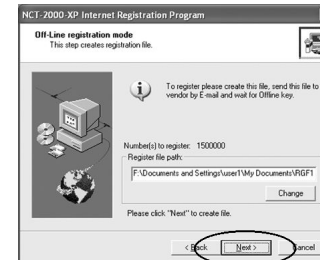 NCT-2000-XP Internet Registration Program
Off-Line registration mode
This step creates registration file.
To register please create this file, send this file to
vendor by E-mail and wait for Offline key.
Number(s) to register: 1500000
Register file path:
F:\Documents and Settings\user1\My Documents\RGF1
Change
Please click "Next" to create file.
< Back
Next >
Cancel